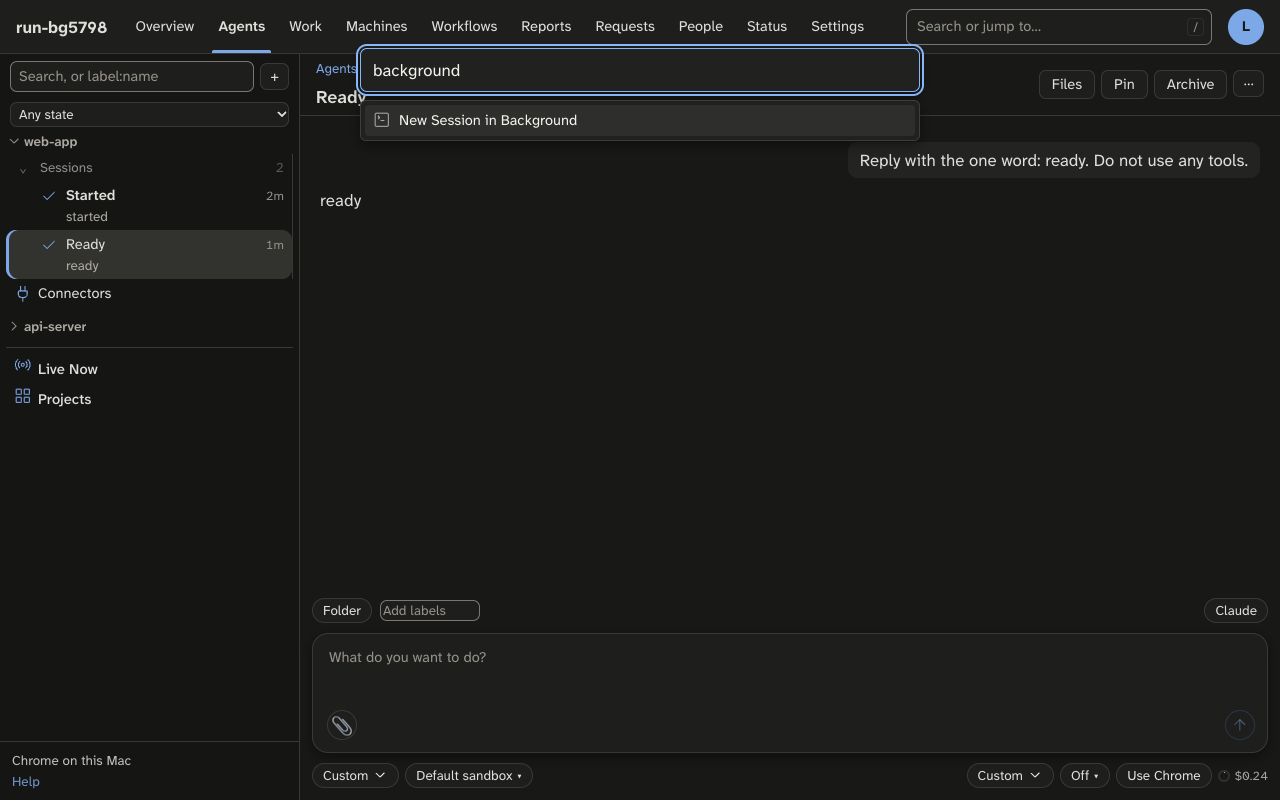 run-bg5798
Overview
Agents
Work
Machines
Workflows
Reports
Requests
People
Status
Settings
Search or jump to...
/
L
Search, or label:name
+
Any state
web-app
Sessions
2
Started
2m
started
Ready
1m
ready
Connectors
api-server
Live Now
Projects
Chrome on this Mac
Help
Agents
Ready
background
New Session in Background
Files
Pin
Archive
...
Reply with the one word: ready. Do not use any tools.
ready
Folder
Add labels
Claude
What do you want to do?
Custom
Default sandbox
Custom
Off
Use Chrome
$0.24